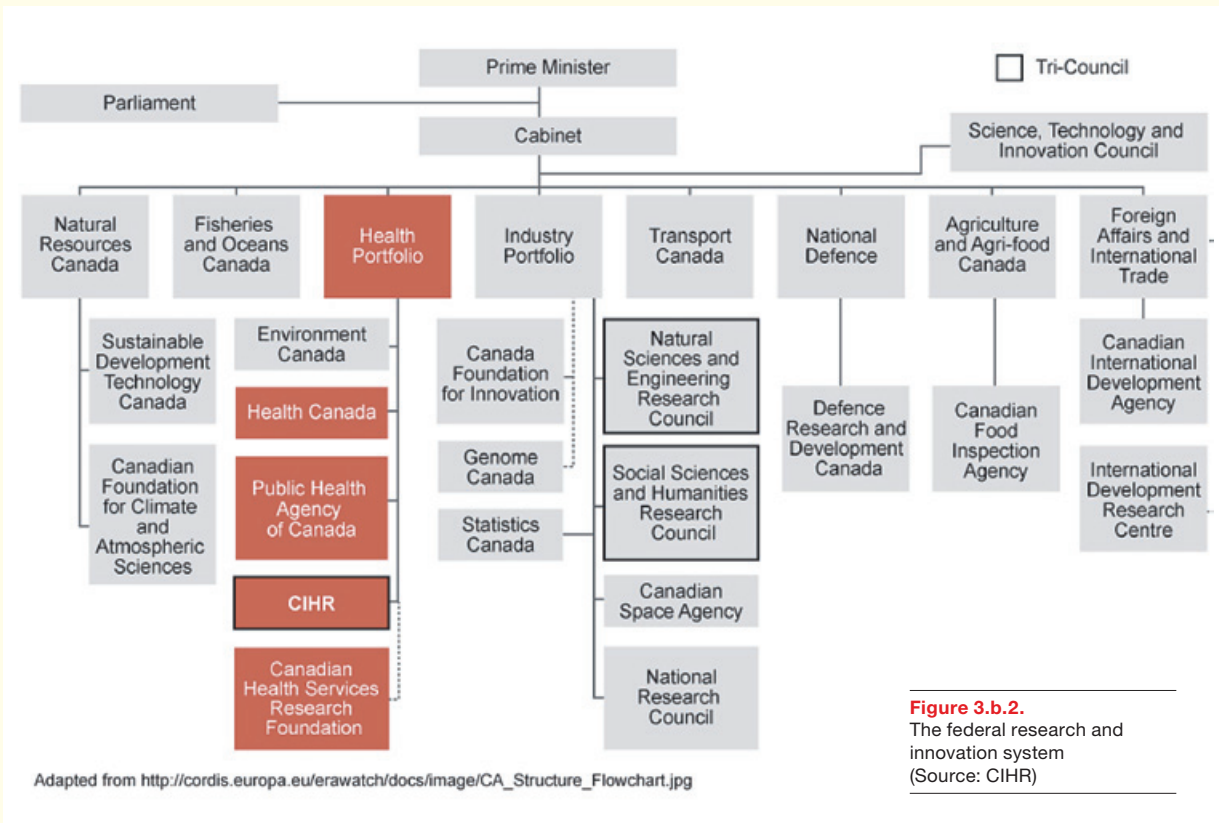 Prime Minister
Tri-Council
Parliament
Cabinet
Science, Technology and
Innovation Council
Natural
Resources
Canada
Fisheries
and Oceans
Canada
Health
Portfolio
Industry
Portfolio
Transport
Canada
National
Defence
Agriculture
and Agri-food
Canada
Foreign
Affairs and
International
Trade
Sustainable
Development
Technology
Canada
Canadian
Foundation
for Climate
and
Atmospheric
Sciences
Environment
Canada
Health Canada
Public Health
Agency
of Canada
CIHR
Canadian
Health Services
Research
Foundation
Canada
Foundation
for Innovation
Genome
Canada
Statistics
Canada
Natural
Sciences and
Engineering
Research
Council
Social Sciences
and Humanities
Research
Council
Canadian
Space Agency
National
Research
Council
Defence
Research and
Development
Canada
Canadian
Food
Inspection
Agency
Canadian
International
Development
Agency
International
Development
Research
Centre
Figure 3.b.2.
The federal research and
innovation system
(Source: CIHR)
Adapted from http://cordis.europa.eu/erawatch/docs/image/CA_Structure_Flowchart.jpg